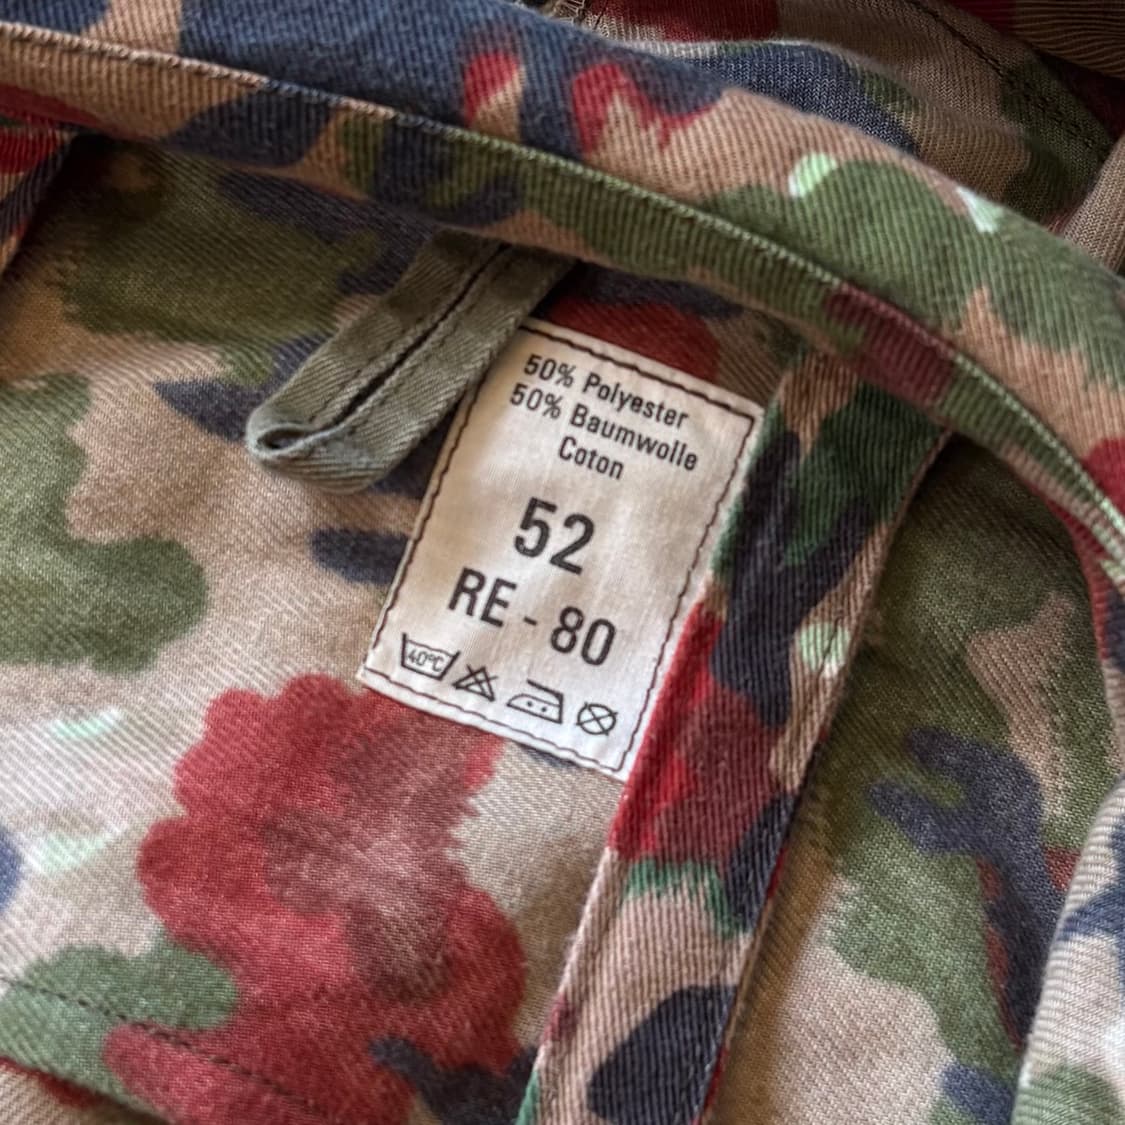 50% Polyester
50% Baumwolle
Coton
52
RE - 80
40°C